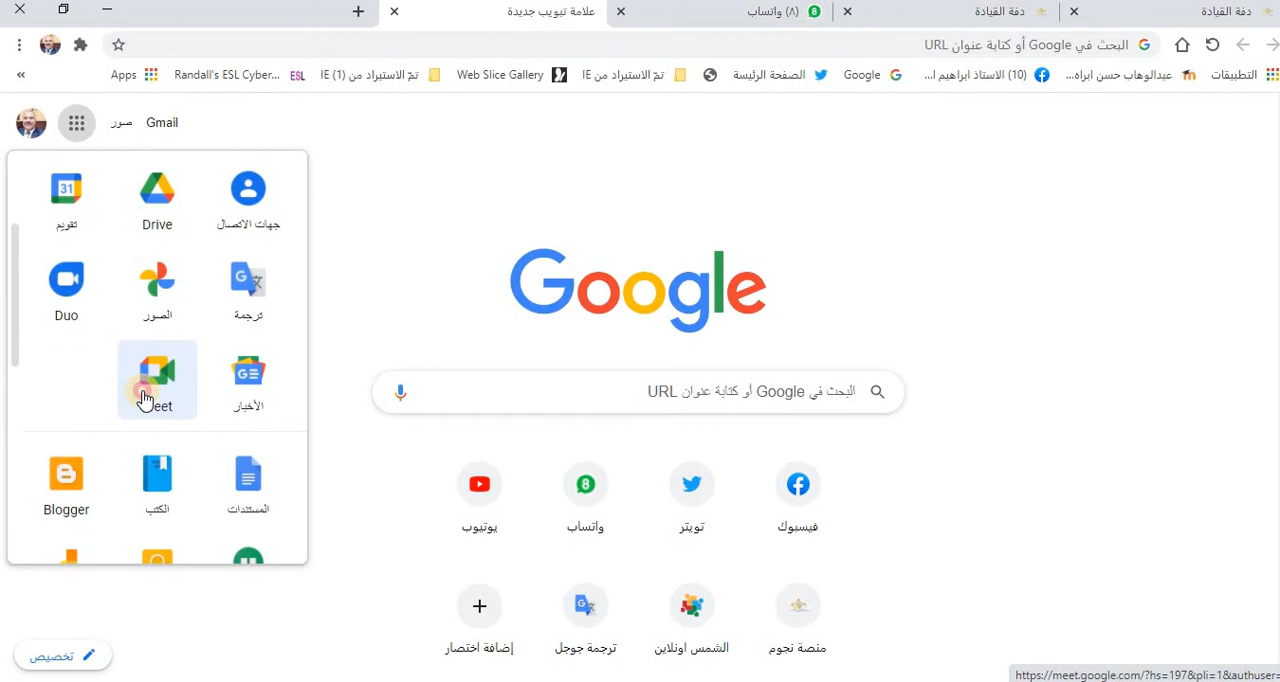 دفة القيادة
دفة القيادة
(٨) واتساب
علامة تبويب جديدة
البحث في Google أو كتابة عنوان URL
التطبيقات
عبدالوهاب حسن ابراه...
(10) الاستاذ ابراهيم ا...
Google
الصفحة الرئيسة
تمّ الاستيراد من IE
Web Slice Gallery
تمّ الاستيراد من IE (1)
Randall's ESL Cyber...
ESL
Apps
Gmail
صور
جهات الاتصال
Drive
تقويم
31
ترجمة
الصور
Duo
الأخبار
eet
المستندات
الكتب
Blogger
Google
البحث في Google أو كتابة عنوان URL
فيسبوك
تويتر
واتساب
يوتيوب
منصة نجوم
الشمس اونلاين
ترجمة جوجل
إضافة اختصار
تخصيص
https://meet.google.com/?hs=197&pli=1&authuser=